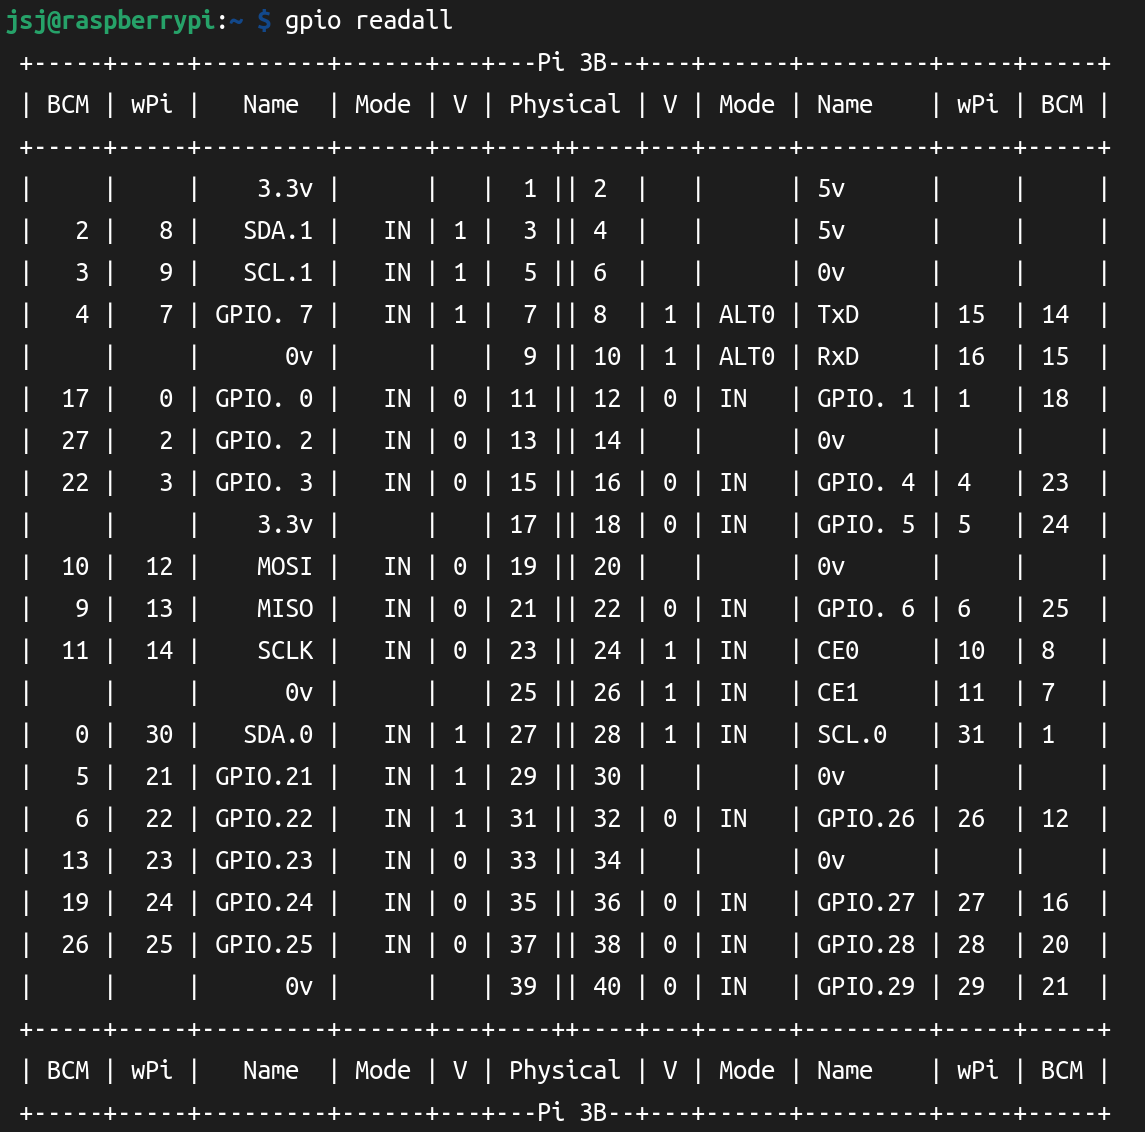 jsj@raspberrypi:~ $ gpio readall
 +-----+-----+---------+------+---+---Pi 3B--+---+------+---------+-----+-----+
 | BCM | wPi |   Name  | Mode | V | Physical | V | Mode | Name    | wPi | BCM |
 +-----+-----+---------+------+---+----++----+---+------+---------+-----+-----+
 |     |     |    3.3v |      |   |  1 || 2  |   |      | 5v      |     |     |
 |   2 |   8 |   SDA.1 |   IN | 1 |  3 || 4  |   |      | 5v      |     |     |
 |   3 |   9 |   SCL.1 |   IN | 1 |  5 || 6  |   |      | 0v      |     |     |
 |   4 |   7 | GPIO. 7 |   IN | 1 |  7 || 8  | 1 | ALT0 | TxD     | 15  | 14  |
 |     |     |      0v |      |   |  9 || 10 | 1 | ALT0 | RxD     | 16  | 15  |
 |  17 |   0 | GPIO. 0 |   IN | 0 | 11 || 12 | 0 | IN   | GPIO. 1 | 1   | 18  |
 |  27 |   2 | GPIO. 2 |   IN | 0 | 13 || 14 |   |      | 0v      |     |     |
 |  22 |   3 | GPIO. 3 |   IN | 0 | 15 || 16 | 0 | IN   | GPIO. 4 | 4   | 23  |
 |     |     |    3.3v |      |   | 17 || 18 | 0 | IN   | GPIO. 5 | 5   | 24  |
 |  10 |  12 |    MOSI |   IN | 0 | 19 || 20 |   |      | 0v      |     |     |
 |   9 |  13 |    MISO |   IN | 0 | 21 || 22 | 0 | IN   | GPIO. 6 | 6   | 25  |
 |  11 |  14 |    SCLK |   IN | 0 | 23 || 24 | 1 | IN   | CE0     | 10  | 8   |
 |     |     |      0v |      |   | 25 || 26 | 1 | IN   | CE1     | 11  | 7   |
 |   0 |  30 |   SDA.0 |   IN | 1 | 27 || 28 | 1 | IN   | SCL.0   | 31  | 1   |
 |   5 |  21 | GPIO.21 |   IN | 1 | 29 || 30 |   |      | 0v      |     |     |
 |   6 |  22 | GPIO.22 |   IN | 1 | 31 || 32 | 0 | IN   | GPIO.26 | 26  | 12  |
 |  13 |  23 | GPIO.23 |   IN | 0 | 33 || 34 |   |      | 0v      |     |     |
 |  19 |  24 | GPIO.24 |   IN | 0 | 35 || 36 | 0 | IN   | GPIO.27 | 27  | 16  |
 |  26 |  25 | GPIO.25 |   IN | 0 | 37 || 38 | 0 | IN   | GPIO.28 | 28  | 20  |
 |     |     |      0v |      |   | 39 || 40 | 0 | IN   | GPIO.29 | 29  | 21  |
 +-----+-----+---------+------+---+----++----+---+------+---------+-----+-----+
 | BCM | wPi |   Name  | Mode | V | Physical | V | Mode | Name    | wPi | BCM |
 +-----+-----+---------+------+---+---Pi 3B--+---+------+---------+-----+-----+